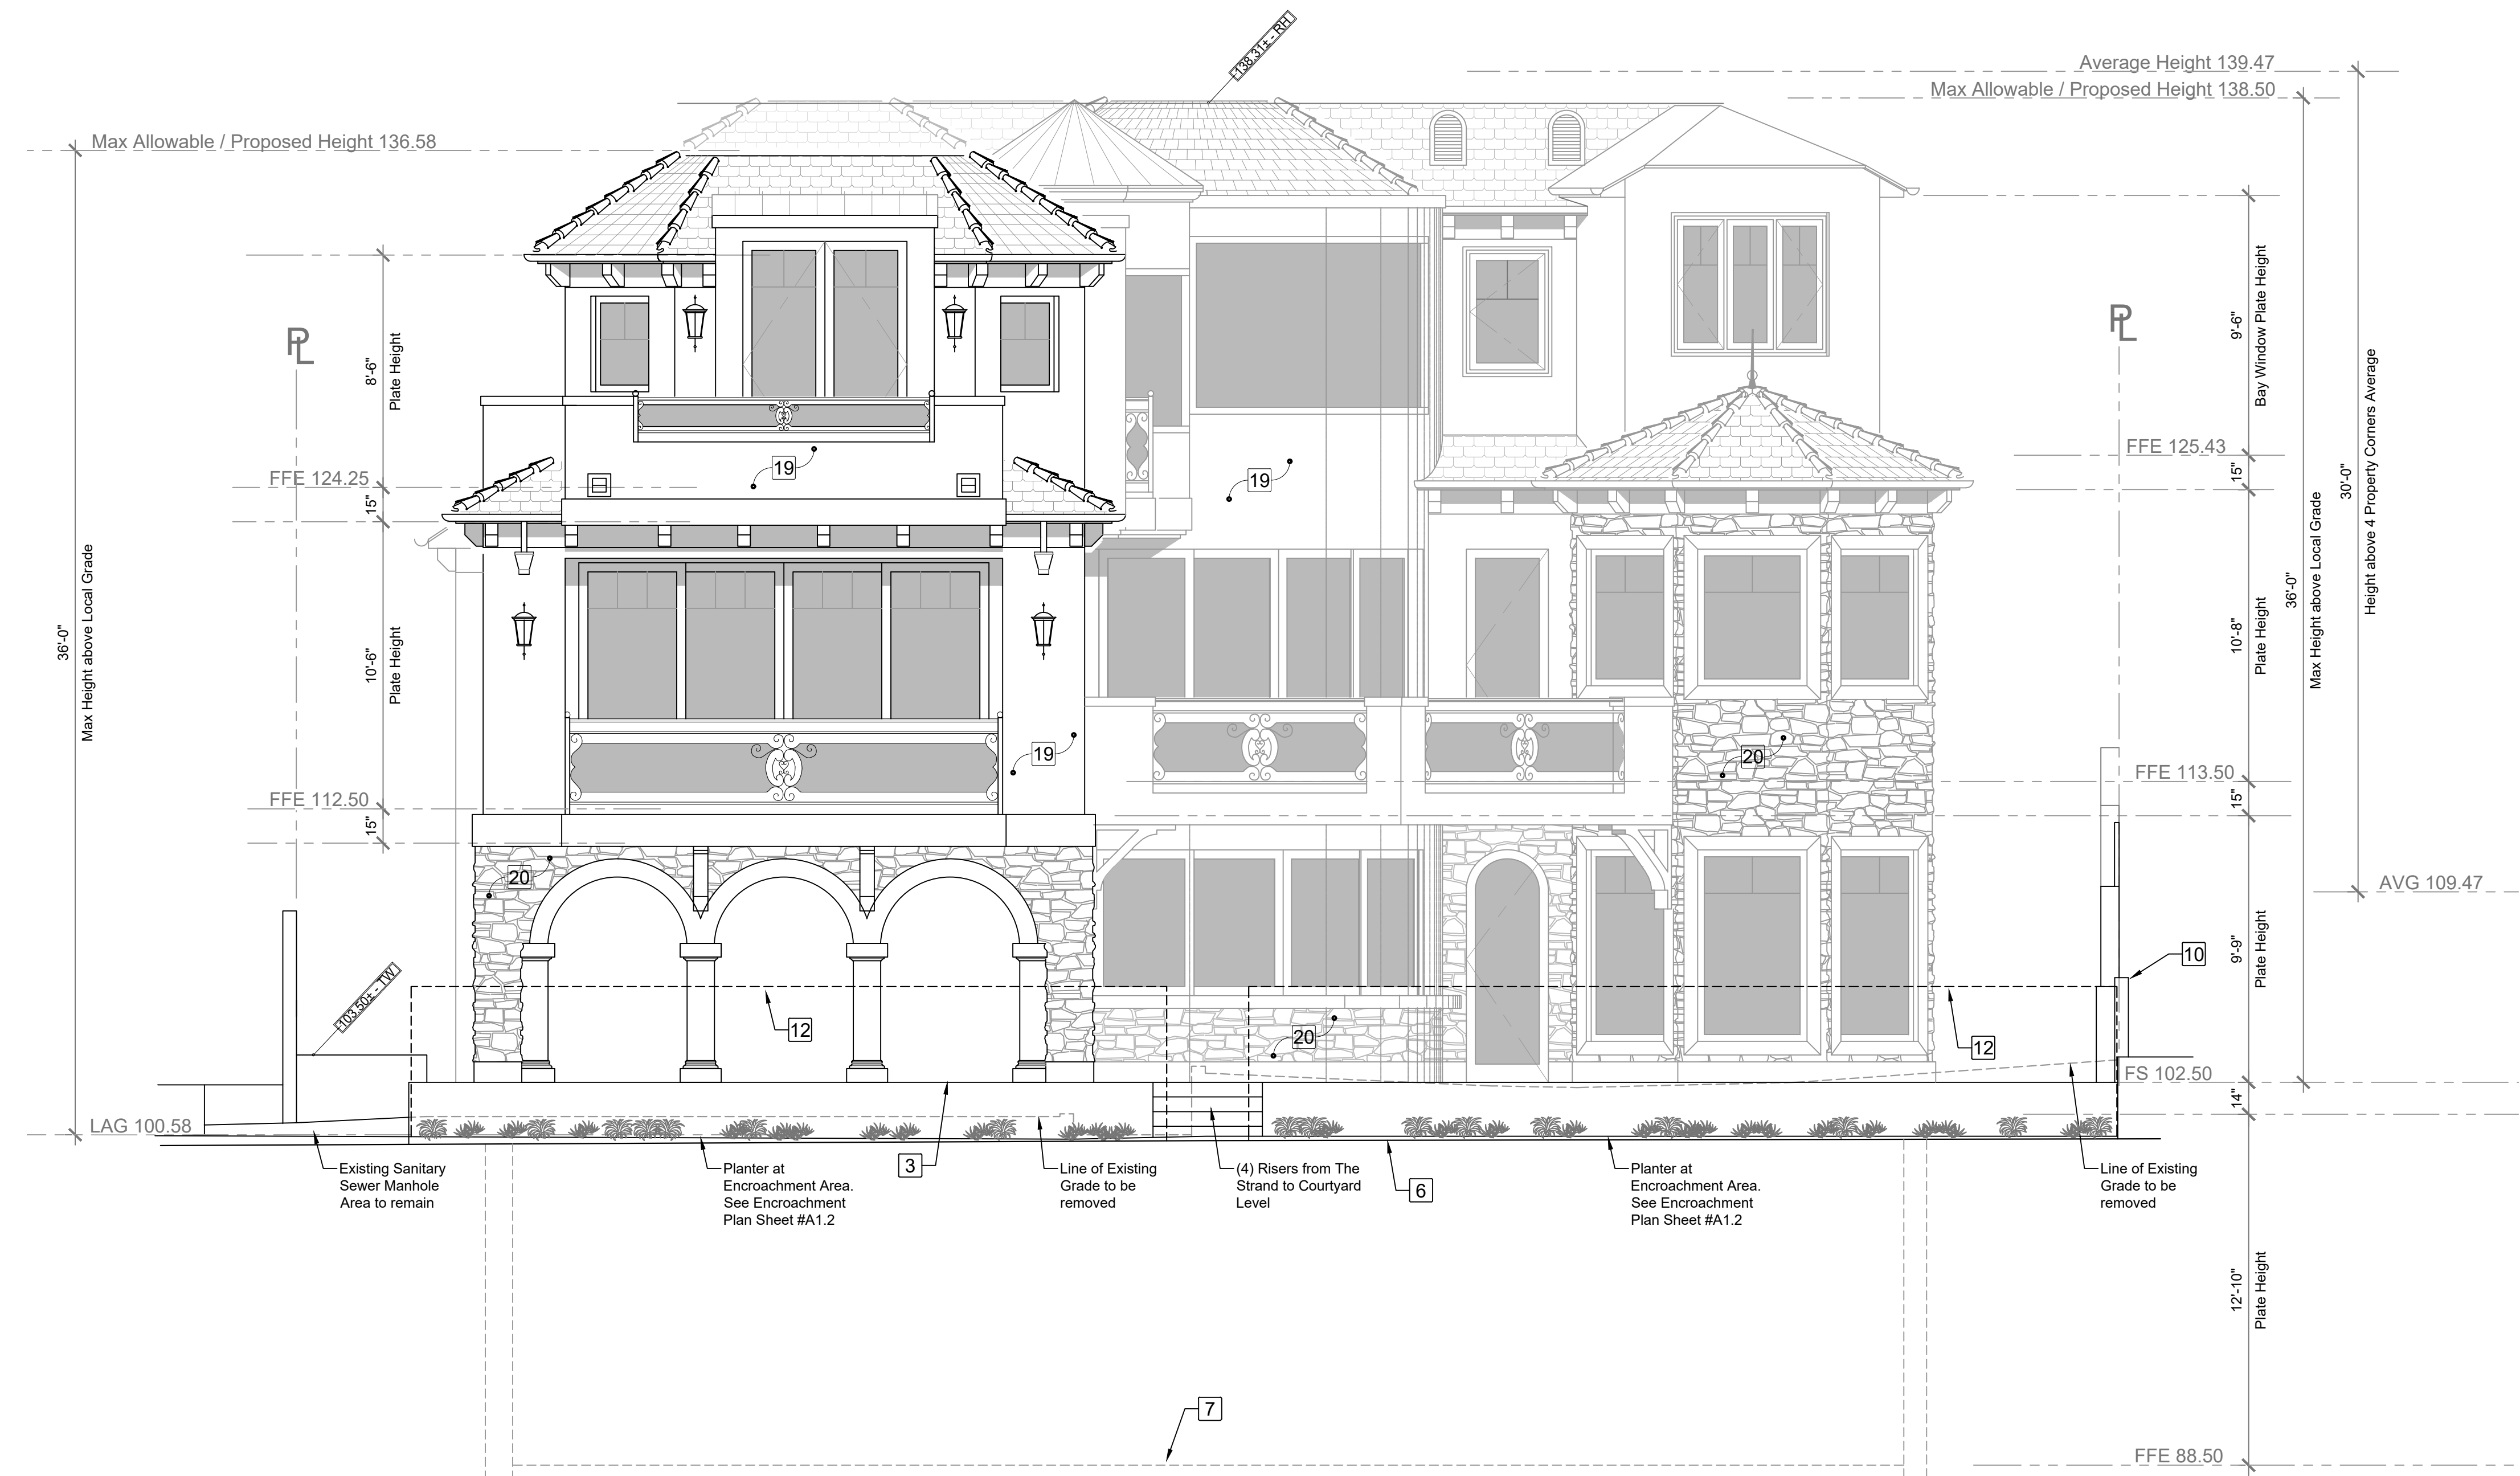 138.31± - RH
Average Height 139.47
Max Allowable / Proposed Height 138.50
Max Allowable / Proposed Height 136.58
PL
PL
8'-6"
Plate Height
9'-6"
Bay Window Plate Height
FFE 124.25
15"
FFE 125.43
15"
19
19
36'-0"
Max Height above Local Grade
10'-6"
Plate Height
10'-8"
Plate Height
36'-0"
Max Height above Local Grade
30'-0"
Height above 4 Property Corners Average
19
20
FFE 112.50
15"
FFE 113.50
15"
20
AVG 109.47
9'-9"
Plate Height
10
103.50± - TW
12
20
12
FS 102.50
14"
LAG 100.58
Existing Sanitary
Sewer Manhole
Area to remain
Planter at
Encroachment Area.
See Encroachment
Plan Sheet #A1.2
3
Line of Existing
Grade to be
removed
(4) Risers from The
Strand to Courtyard
Level
6
Planter at
Encroachment Area.
See Encroachment
Plan Sheet #A1.2
Line of Existing
Grade to be
removed
12'-10"
Plate Height
7
FFE 88.50